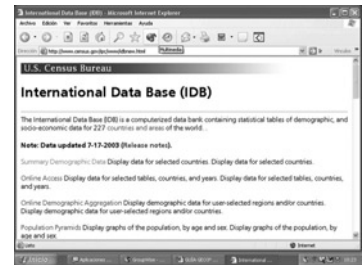 International Data Base (IDB) - Microsoft Internet Explorer
Archivo Edición Ver Favoritos Herramientas Ayuda
Dirección http://www.census.gov/ipc/www/idbnew.html
Multimedia
U.S. Census Bureau
International Data Base (IDB)
The International Data Base (IDB) is a computerized data bank containing statistical tables of demographic, and
socio-economic data for 227 countries and areas of the world...
Note: Data updated 7-17-2003 (Release notes).
Summary Demographic Data Display data for selected countries. Display data for selected countries.
Online Access Display data for selected tables, countries, and years. Display data for selected tables, countries,
and years.
Online Demographic Aggregation Display demographic data for user-selected regions and/or countries.
Display demographic data for user-selected regions and/or countries.
Population Pyramids Display graphs of the population, by age and sex. Display graphs of the population, by
age and sex.
Listo
Internet
Inicio
International ...